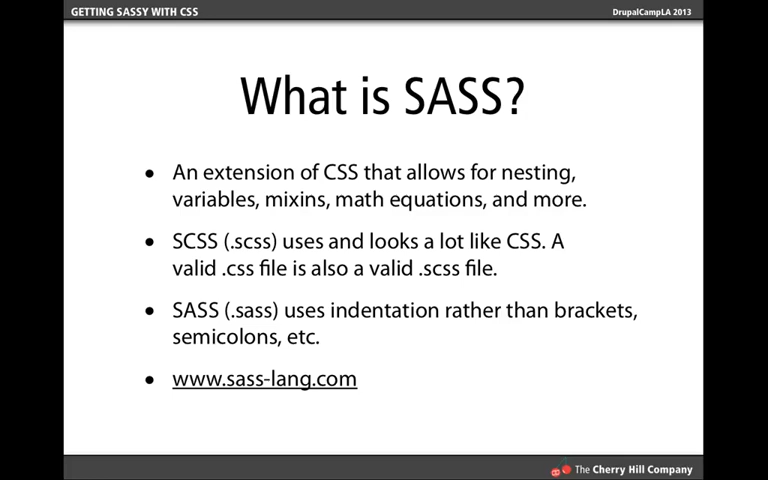 GETTING SASSY WITH CSS
DrupalCampLA 2013
What is SASS?
• An extension of CSS that allows for nesting,
variables, mixins, math equations, and more.
• SCSS (.scss) uses and looks a lot like CSS. A
valid .css file is also a valid .scss file.
• SASS (.sass) uses indentation rather than brackets,
semicolons, etc.
• www.sass-lang.com
The Cherry Hill Company